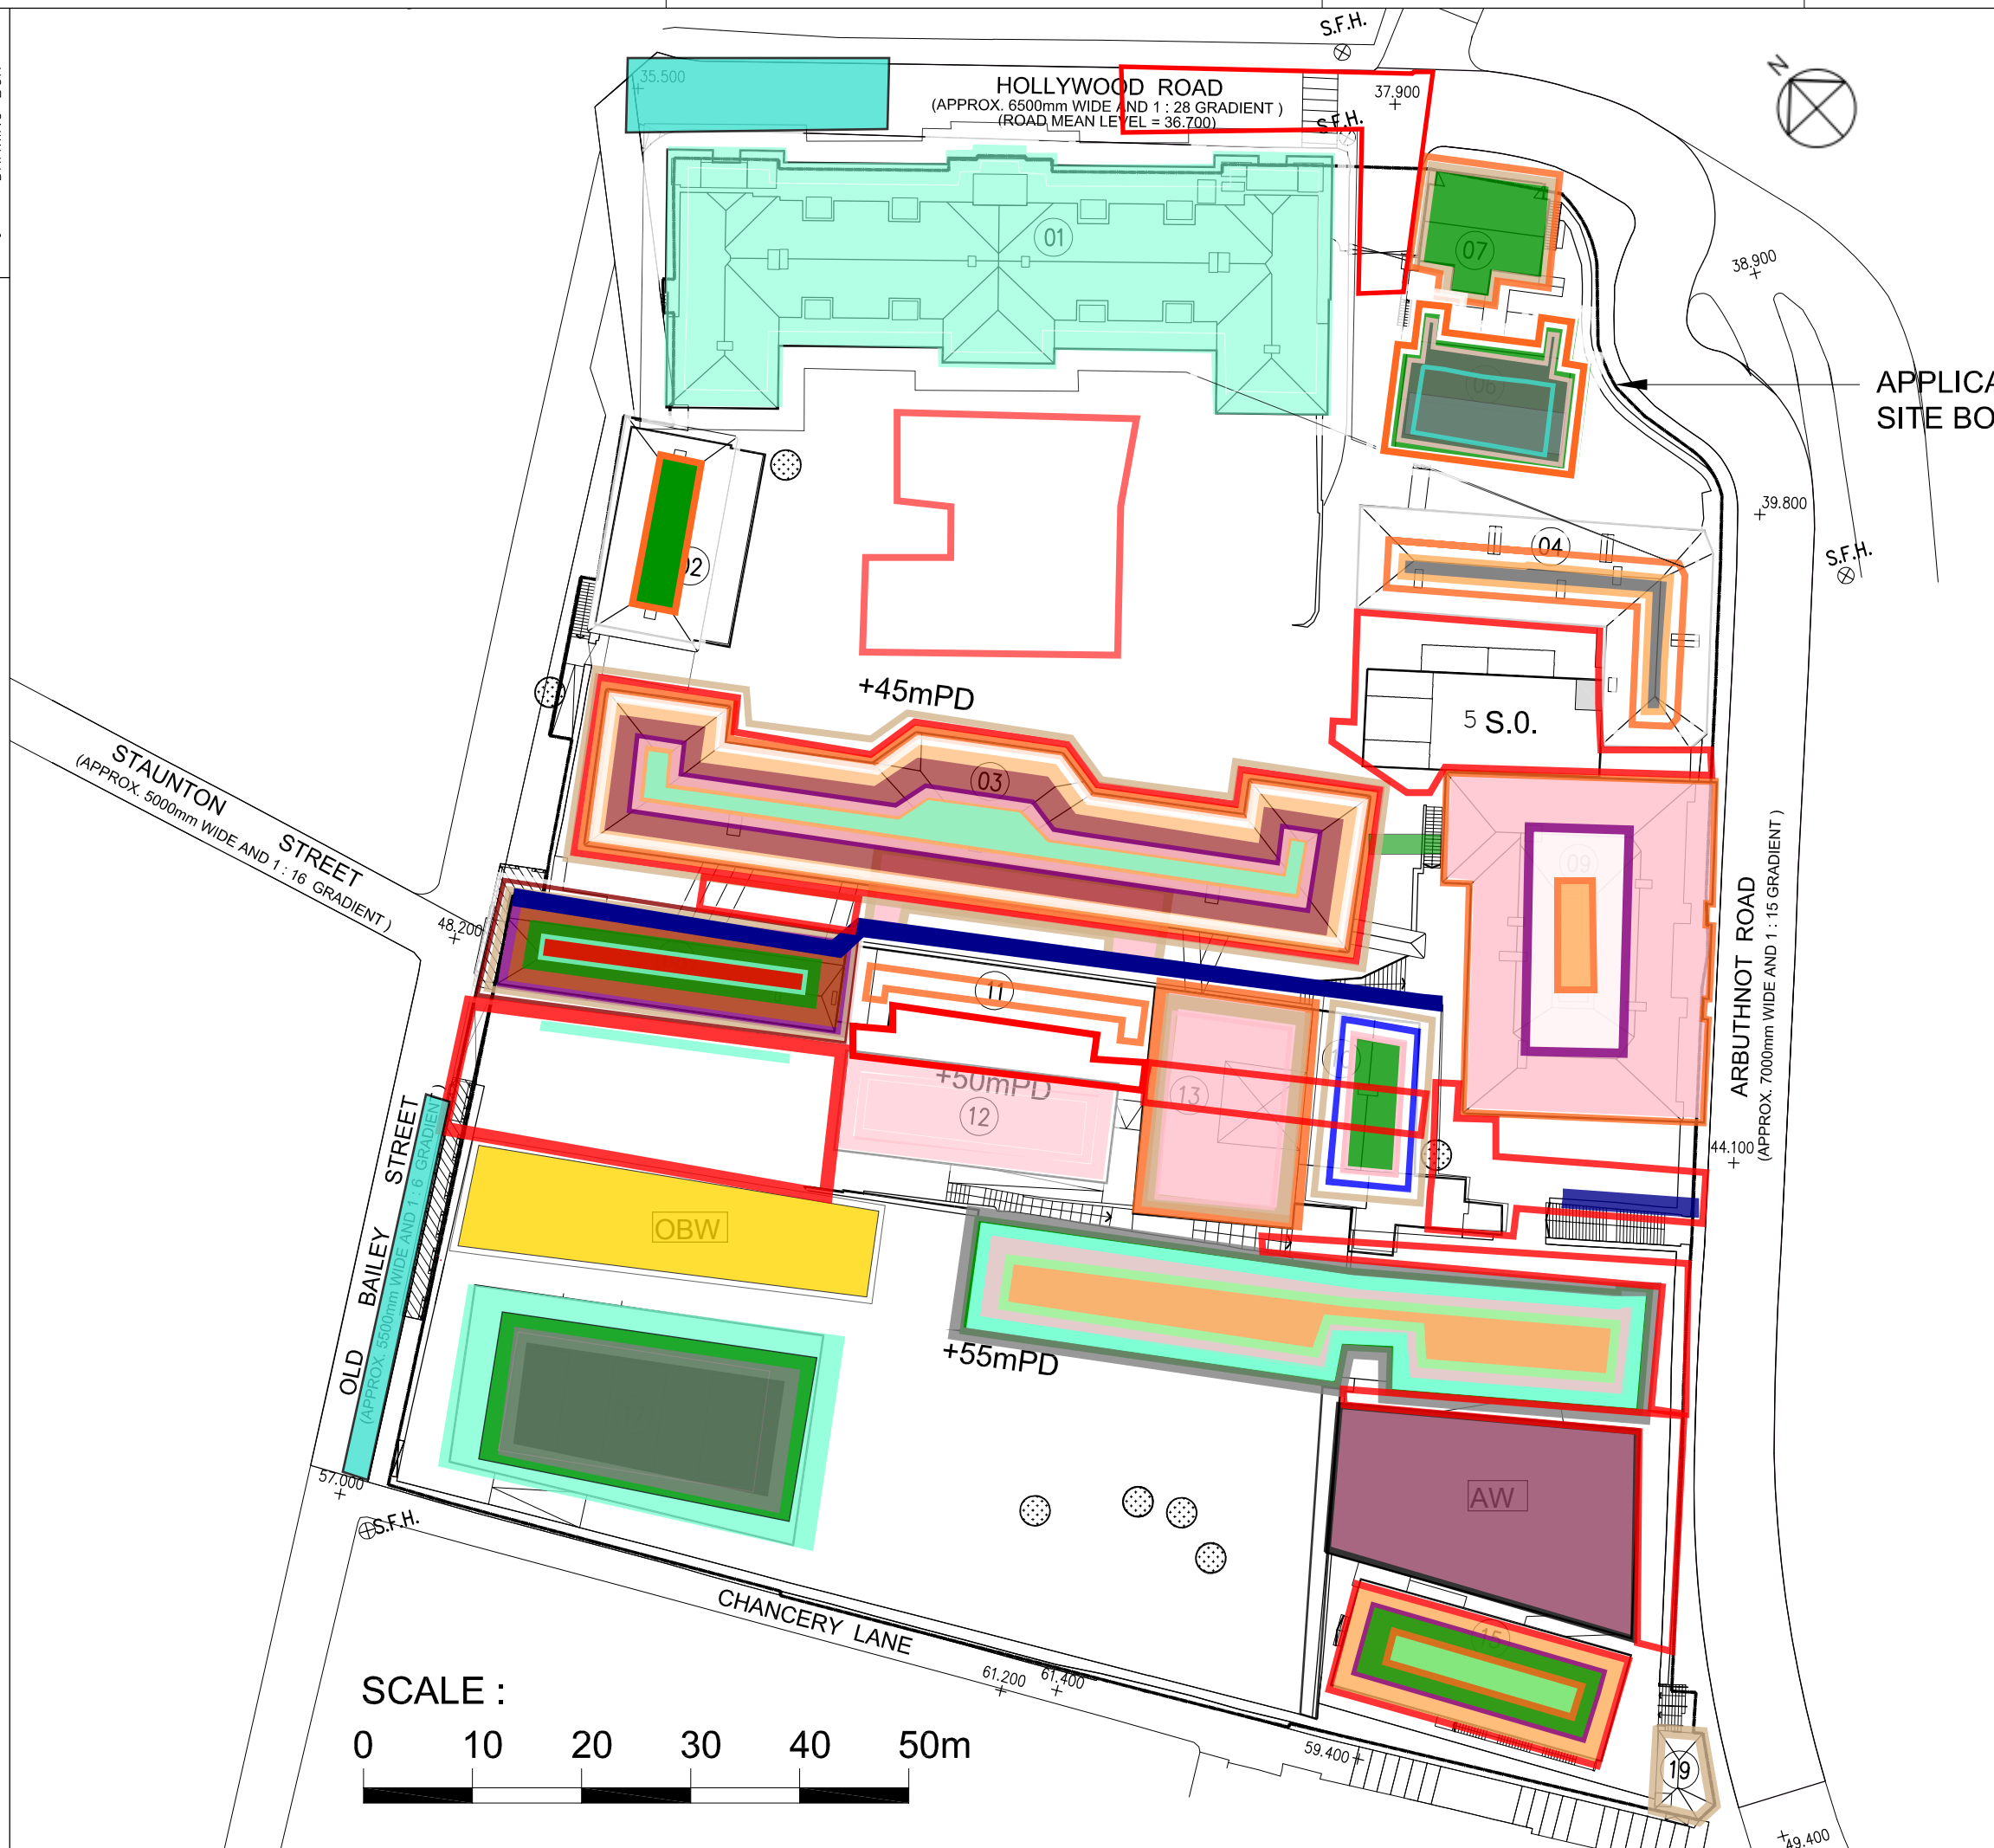 S.F.H.
35.500
HOLLYWOOD ROAD
(APPROX. 6500mm WIDE AND 1 : 28 GRADIENT )
(ROAD MEAN LEVEL = 36.700)
37.900
S.F.H.
N
01
07
38.900
06
APPLICA
SITE BO
39.800
04
S.F.H.
02
+45mPD
5 S.O.
STAUNTON STREET
(APPROX. 5000mm WIDE AND 1 : 16 GRADIENT )
03
09
48.200
11
ARBUTHNOT ROAD
(APPROX. 7000mm WIDE AND 1 : 15 GRADIENT )
+50mPD
10
13
12
44.100
OLD BAILEY STREET
(APPROX. 5500mm WIDE AND 1 : 6 GRADIENT
OBW
+55mPD
57.000
S.F.H.
AW
CHANCERY LANE
15
61.200
61.400
SCALE :
0 10 20 30 40 50m
59.400
19
49.400